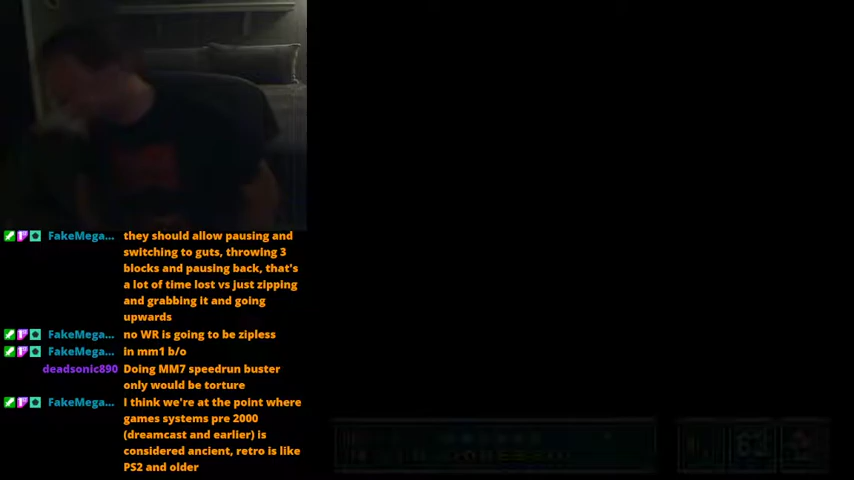 FakeMega... they should allow pausing and
switching to guts, throwing 3
blocks and pausing back, that's
a lot of time lost vs just zipping
and grabbing it and going
upwards
FakeMega... no WR is going to be zipless
FakeMega... in mm1 b/o
deadsonic890 Doing MM7 speedrun buster
only would be torture
FakeMega... I think we're at the point where
games systems pre 2000
(dreamcast and earlier) is
considered ancient, retro is like
PS2 and older